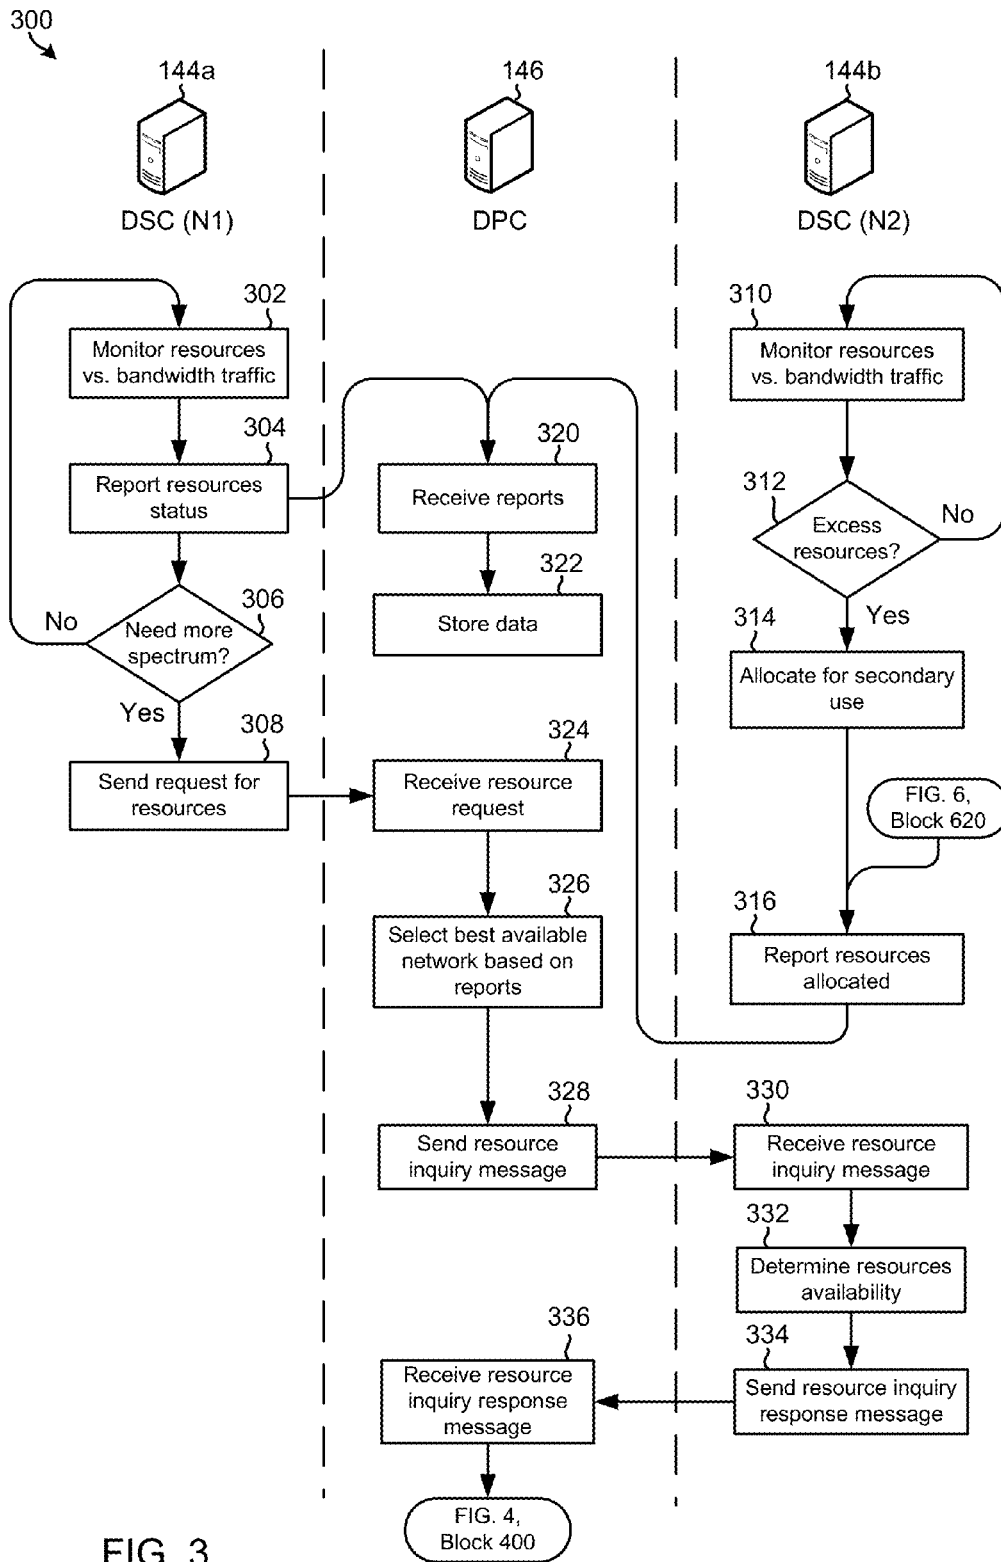 300
144a
146
144b
DSC (N1)
DPC
DSC (N2)
302
Monitor resources
vs. bandwidth traffic
304
Report resources
status
306
Need more
spectrum?
No
Yes
308
Send request for
resources
320
Receive reports
322
Store data
324
Receive resource
request
326
Select best available
network based on
reports
328
Send resource
inquiry message
336
Receive resource
inquiry response
message
FIG. 4,
Block 400
310
Monitor resources
vs. bandwidth traffic
312
Excess
resources?
No
Yes
314
Allocate for secondary
use
FIG. 6,
Block 620
316
Report resources
allocated
330
Receive resource
inquiry message
332
Determine resources
availability
334
Send resource inquiry
response message
FIG. 3